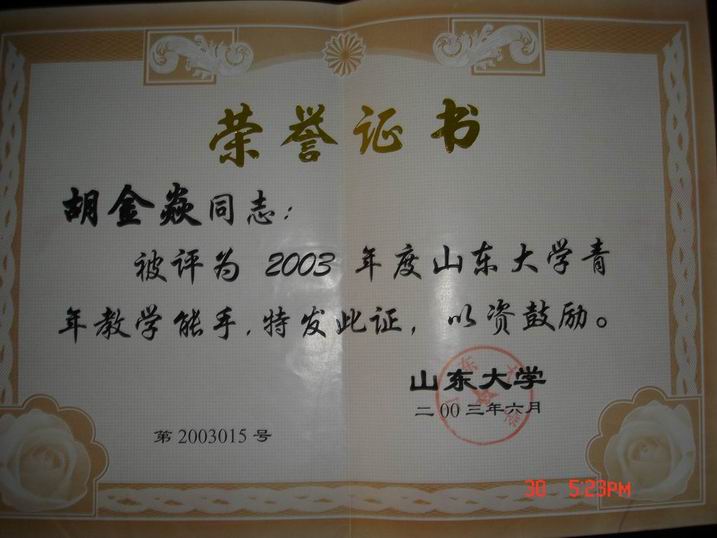 荣誉证书
胡金焱同志：
被评为 2003 年度山东大学青
年教学能手，特发此证，以资鼓励。
山东大学
二00三年六月
第 2003015 号
30 5:23PM